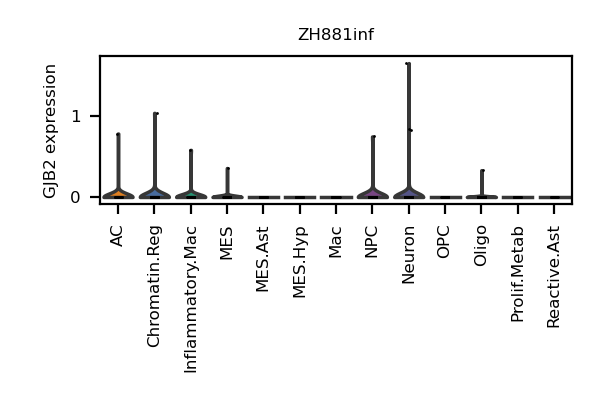 ZH881inf
GJB2 expression
1
0
AC
Chromatin.Reg
Inflammatory.Mac
MES
MES.Ast
MES.Hyp
Mac
NPC
Neuron
OPC
Oligo
Prolif.Metab
Reactive.Ast